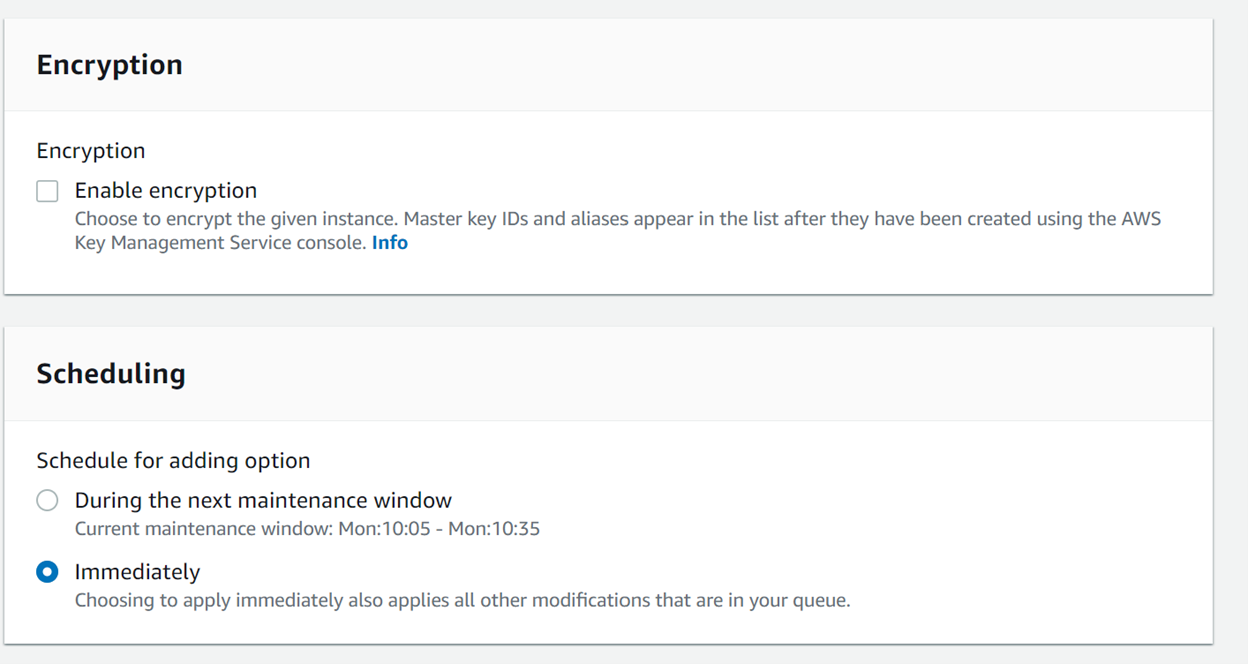 Encryption
Encryption
Enable encryption
Choose to encrypt the given instance. Master key IDs and aliases appear in the list after they have been created using the AWS
Key Management Service console. Info
Scheduling
Schedule for adding option
During the next maintenance window
Current maintenance window: Mon:10:05 - Mon:10:35
Immediately
Choosing to apply immediately also applies all other modifications that are in your queue.